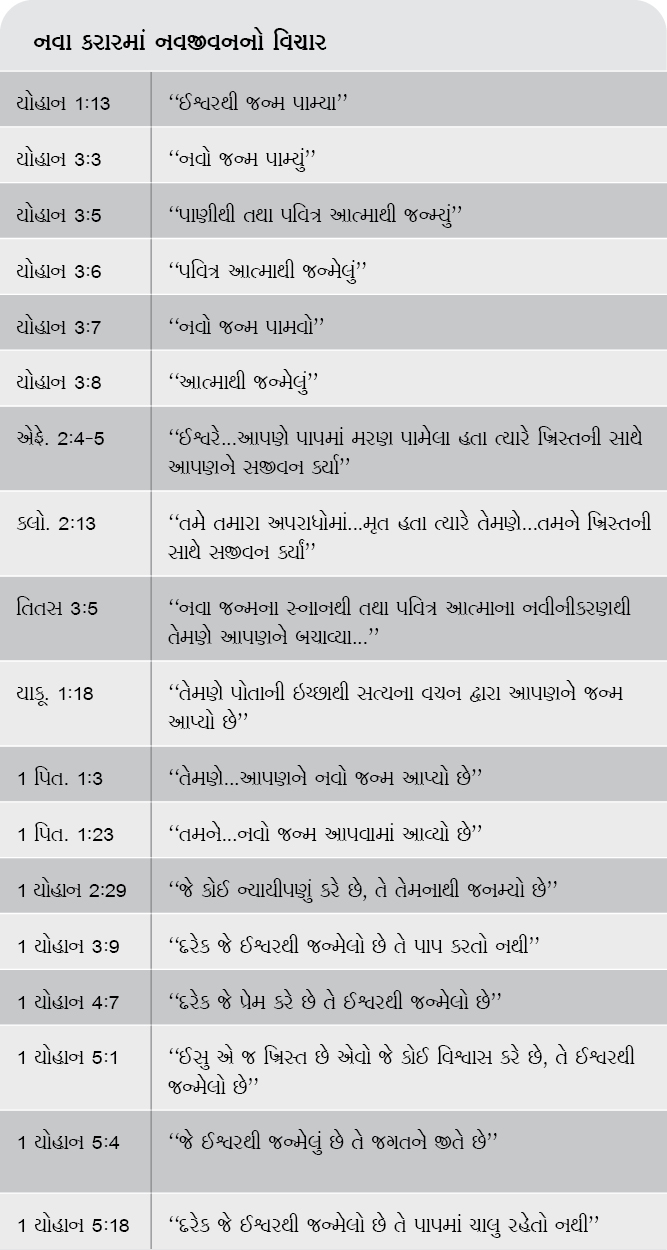 નવા કરારમાં નવજીવનનો વિચાર
યોહાન 1:13 ‘‘ઈશ્વરથી જન્મ પામ્યા’’
યોહાન 3:3 ‘‘નવો જન્મ પામ્યું’’
યોહાન 3:5 ‘‘પાણીથી તથા પવિત્ર આત્માથી જન્મ્યું’’
યોહાન 3:6 ‘‘પવિત્ર આત્માથી જન્મેલું’’
યોહાન 3:7 ‘‘નવો જન્મ પામવો’’
યોહાન 3:8 ‘‘આત્માથી જન્મેલું’’
એફે. 2:4-5 ‘‘ઈશ્વરે...આપણે પાપમાં મરણ પામેલા હતા ત્યારે ખ્રિસ્તની સાથે
આપણને સજીવન કર્યા’’
કલો. 2:13 ‘‘તમે તમારા અપરાધોમાં...મૃત હતા ત્યારે તેમણે...તમને ખ્રિસ્તની
સાથે સજીવન કર્યાં’’
તિતસ 3:5 ‘‘નવા જન્મના સ્નાનથી તથા પવિત્ર આત્માના નવીનીકરણથી
તેમણે આપણને બચાવ્યા...’’
યાકૂ. 1:18 ‘‘તેમણે પોતાની ઇચ્છાથી સત્યના વચન દ્વારા આપણને જન્મ
આપ્યો છે’’
1 પિત. 1:3 ‘‘તેમણે...આપણને નવો જન્મ આપ્યો છે’’
1 પિત. 1:23 ‘‘તમને...નવો જન્મ આપવામાં આવ્યો છે’’
1 યોહાન 2:29 ‘‘જે કોઈ ન્યાયીપણું કરે છે, તે તેમનાથી જનમ્યો છે’’
1 યોહાન 3:9 ‘‘દરેક જે ઈશ્વરથી જન્મેલો છે તે પાપ કરતો નથી’’
1 યોહાન 4:7 ‘‘દરેક જે પ્રેમ કરે છે તે ઈશ્વરથી જન્મેલો છે’’
1 યોહાન 5:1 ‘‘ઈસુ એ જ ખ્રિસ્ત છે એવો જે કોઈ વિશ્વાસ કરે છે, તે ઈશ્વરથી
જન્મેલો છે’’
1 યોહાન 5:4 ‘‘જે ઈશ્વરથી જન્મેલું છે તે જગતને જીતે છે’’
1 યોહાન 5:18 ‘‘દરેક જે ઈશ્વરથી જન્મેલો છે તે પાપમાં ચાલુ રહેતો નથી’’